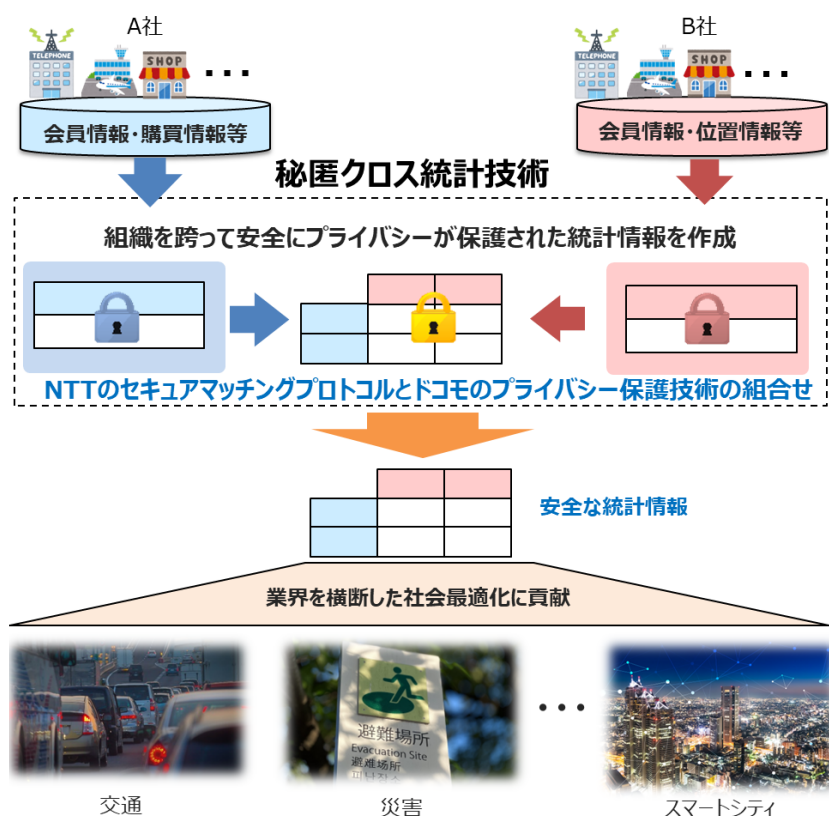 A社
B社
TELEPHONE
SHOP
・・・
TELEPHONE
SHOP
・・・
会員情報・購買情報等
会員情報・位置情報等
秘匿クロス統計技術
組織を跨って安全にプライバシーが保護された統計情報を作成
NTTのセキュアマッチングプロトコルとドコモのプライバシー保護技術の組合せ
安全な統計情報
業界を横断した社会最適化に貢献
避難場所
Evacuation Site
避难场所
・・・
交通
災害
スマートシティ